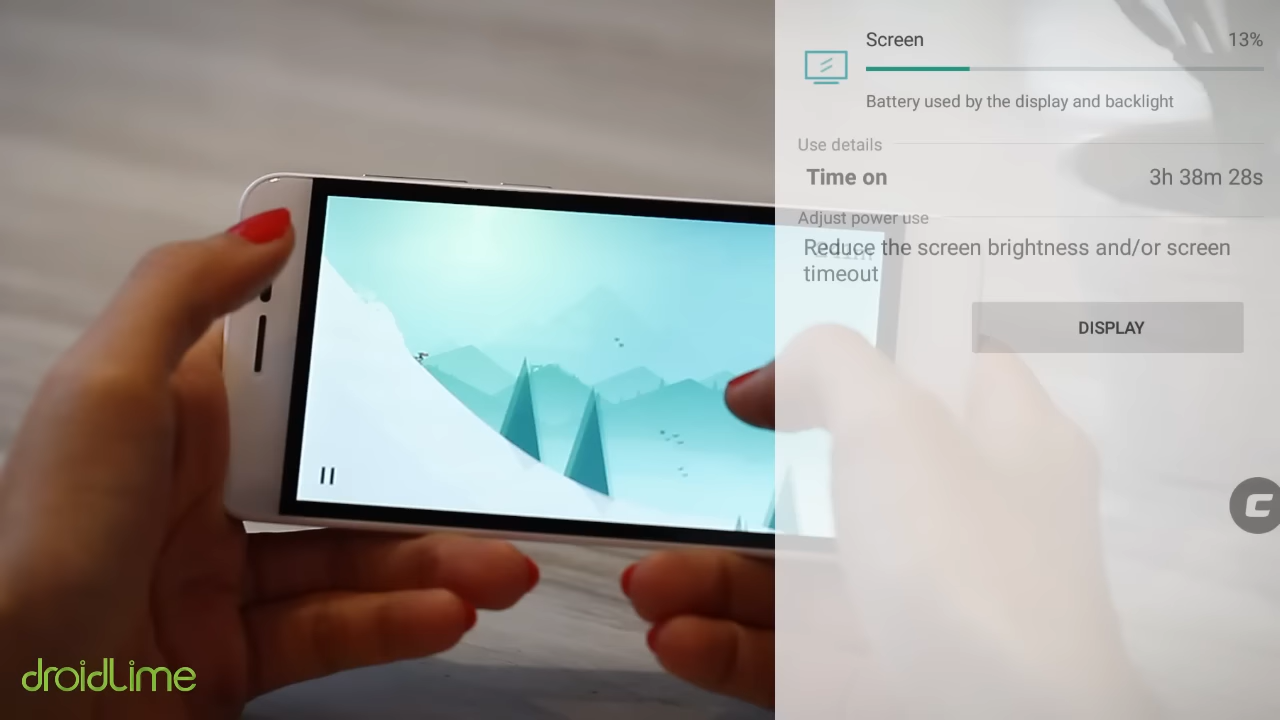 Screen
13%
Battery used by the display and backlight
Use details
Time on
3h 38m 28s
Adjust power use
Reduce the screen brightness and/or screen
timeout
DISPLAY
droidLime